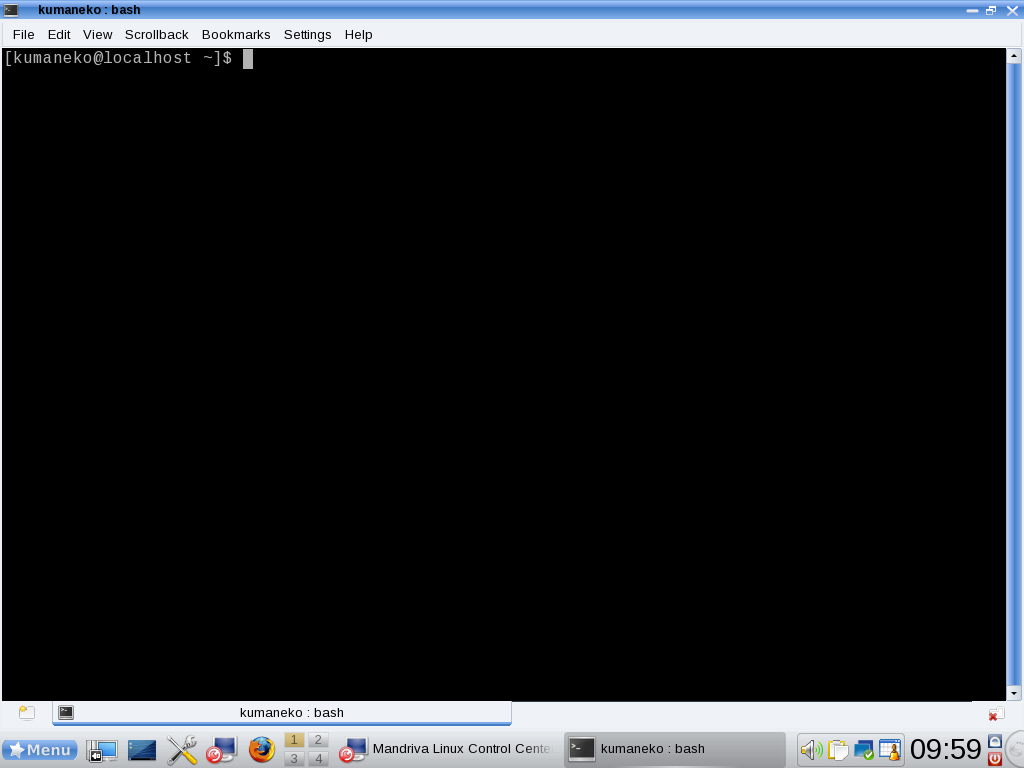 kumaneko : bash
File Edit View Scrollback Bookmarks Settings Help
[kumaneko@localhost ~]$
kumaneko : bash
Menu 1 2 3 4 Mandriva Linux Control Cente kumaneko : bash 09:59